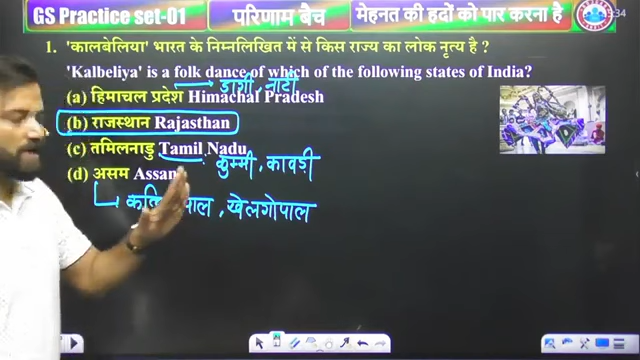 GS Practice set-01 परिणाम बैच मेहनत की हदों को पार करना है
1. 'कालबेलिया' भारत के निम्नलिखित में से किस राज्य का लोक नृत्य है ?
'Kalbeliya' is a folk dance of which of the following states of India?
डांगी, नाटी
(a) हिमाचल प्रदेश Himachal Pradesh
(b) राजस्थान Rajasthan
(c) तमिलनाडु Tamil Nadu
कुम्मी, कावड़ी
(d) असम Assam
पाल, खेलगोपाल